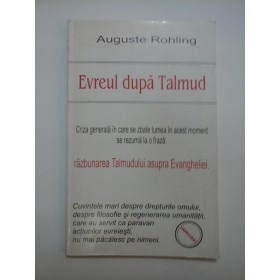 Auguste Rohling
Evreul după Talmud
Criza generală în care se zbate lumea în acest moment
se rezumă la o frază:
răzbunarea Talmudului asupra Evangheliei.
Cuvintele mari despre drepturile omului,
despre filosofie și regenerarea umanității,
care au servit ca paravan
acțiunilor evreiești,
nu mai păcălesc pe nimeni.